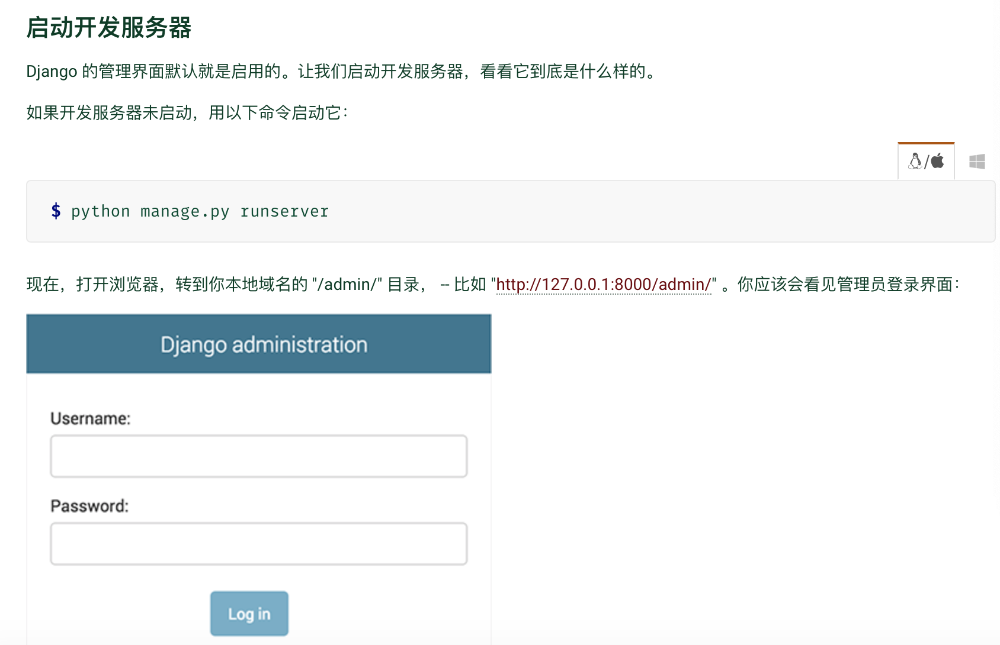 启动开发服务器
Django 的管理界面默认就是启用的。让我们启动开发服务器，看看它到底是什么样的。
如果开发服务器未启动，用以下命令启动它：
/
$ python manage.py runserver
现在，打开浏览器，转到你本地域名的 "/admin/" 目录， -- 比如 "http://127.0.0.1:8000/admin/" 。你应该会看见管理员登录界面：
Django administration
Username:
Password:
Log in